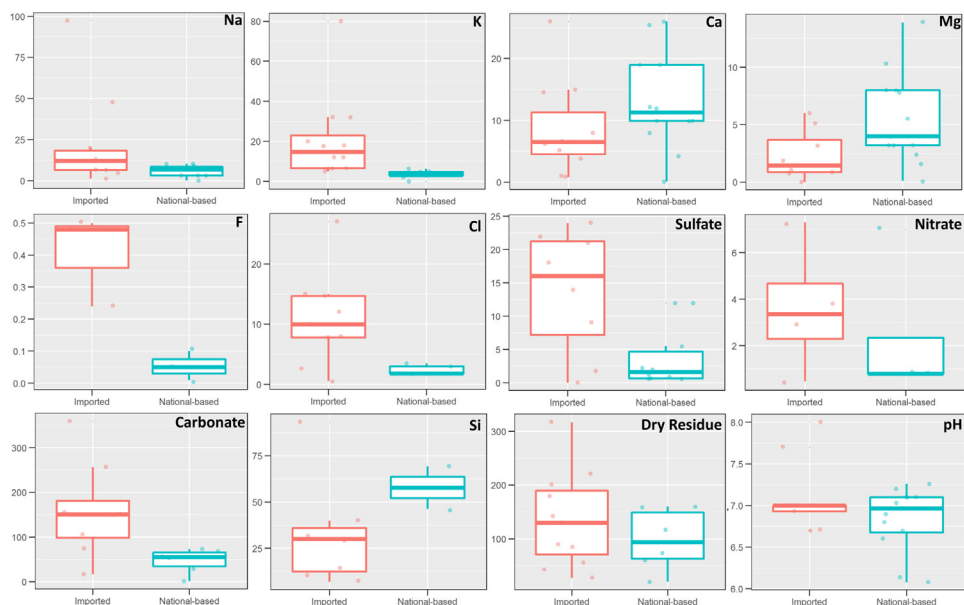 Na
100
75
50
25
0
Imported
National-based
K
80
60
40
20
0
Imported
National-based
Ca
20
10
0
Imported
National-based
Mg
10
5
0
Imported
National-based
F
0.5
0.4
0.3
0.2
0.1
0.0
Imported
National-based
Cl
20
10
0
Imported
National-based
Sulfate
25
20
15
10
5
0
Imported
National-based
Nitrate
6
4
2
Imported
National-based
Carbonate
300
200
100
0
Imported
National-based
Si
75
50
25
Imported
National-based
Dry Residue
300
200
100
0
Imported
National-based
pH
8.0
7.5
7.0
6.5
6.0
Imported
National-based